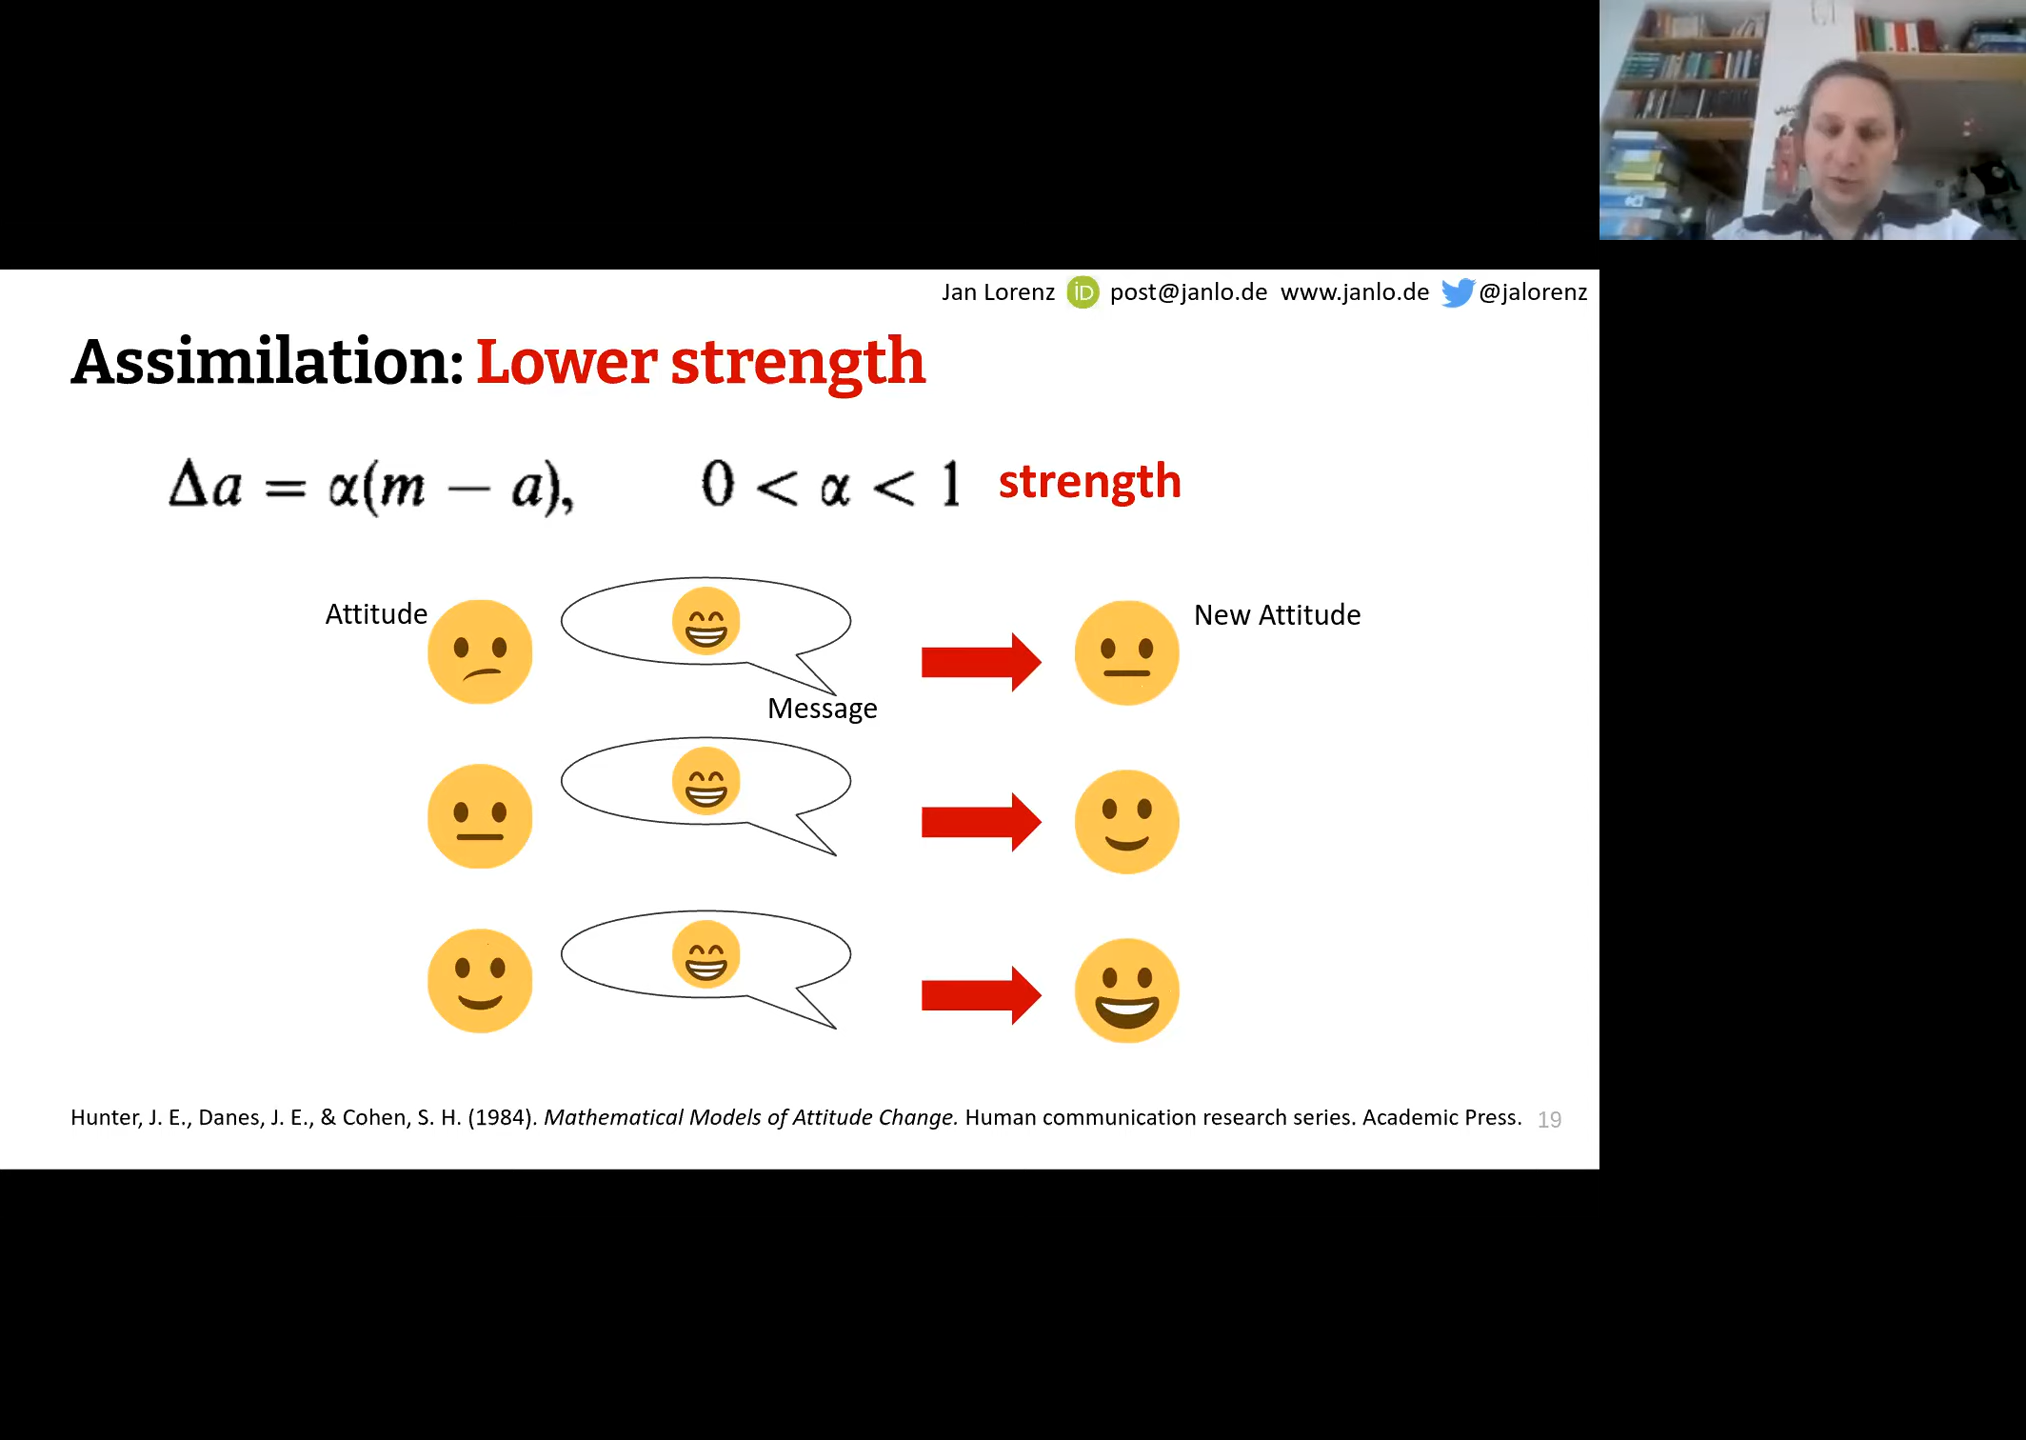 Jan Lorenz iD post@janlo.de www.janlo.de @jalorenz
Assimilation: Lower strength
Δa = α(m − a), 0 < α < 1 strength
Attitude
New Attitude
Message
Hunter, J. E., Danes, J. E., & Cohen, S. H. (1984). Mathematical Models of Attitude Change. Human communication research series. Academic Press. 19